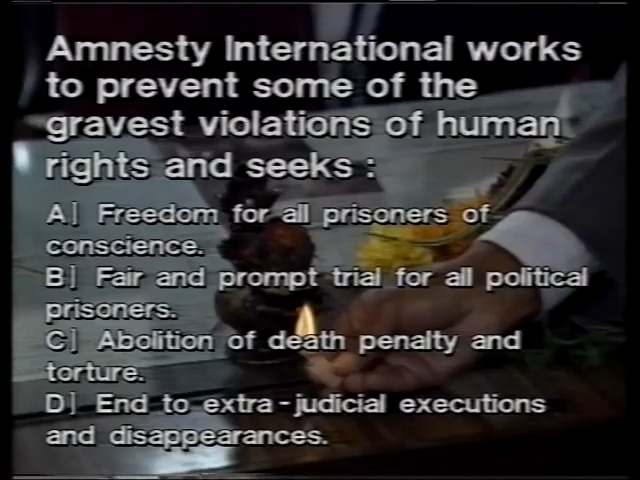 Amnesty International works
to prevent some of the
gravest violations of human
rights and seeks :
A] Freedom for all prisoners of
conscience.
B] Fair and prompt trial for all political
prisoners.
C] Abolition of death penalty and
torture.
D] End to extra-judicial executions
and disappearances.